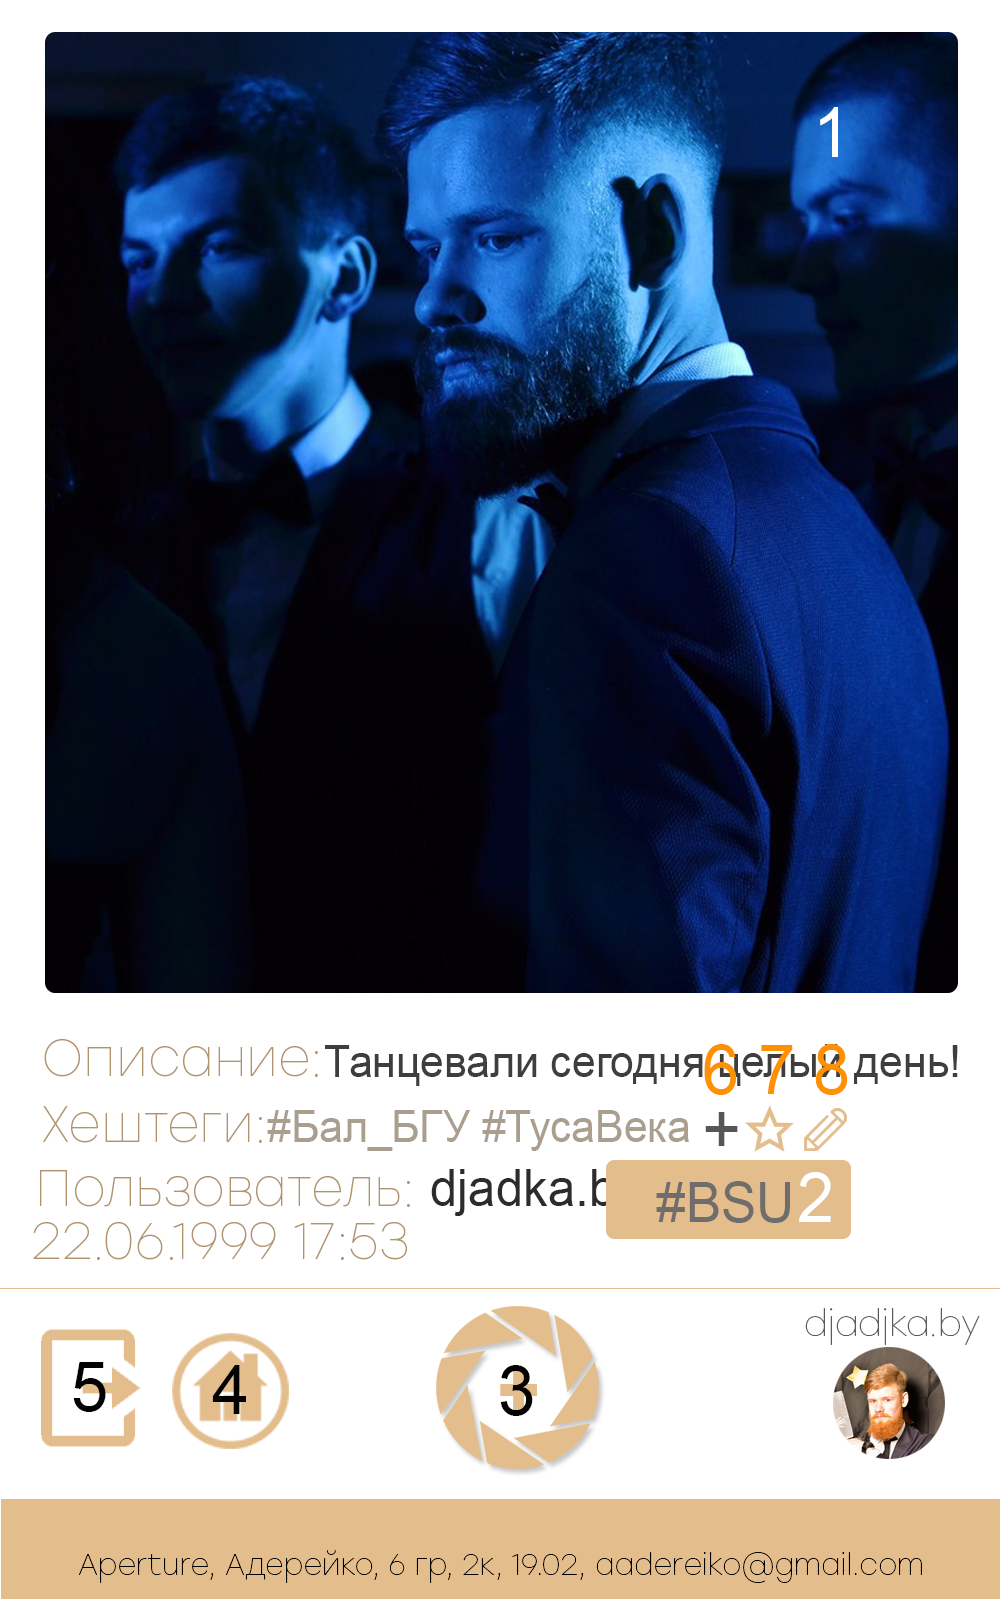 1
6 7 8
Описание: Танцевали сегодня целый день!
Хештеги: #Бал_БГУ #ТусаВека +
Пользователь: djadka.b
#BSU 2
22.06.1999 17:53
djadjka.by
5 4 3
Aperture, Адерейко, 6 гр, 2к, 19.02, aadereiko@gmail.com